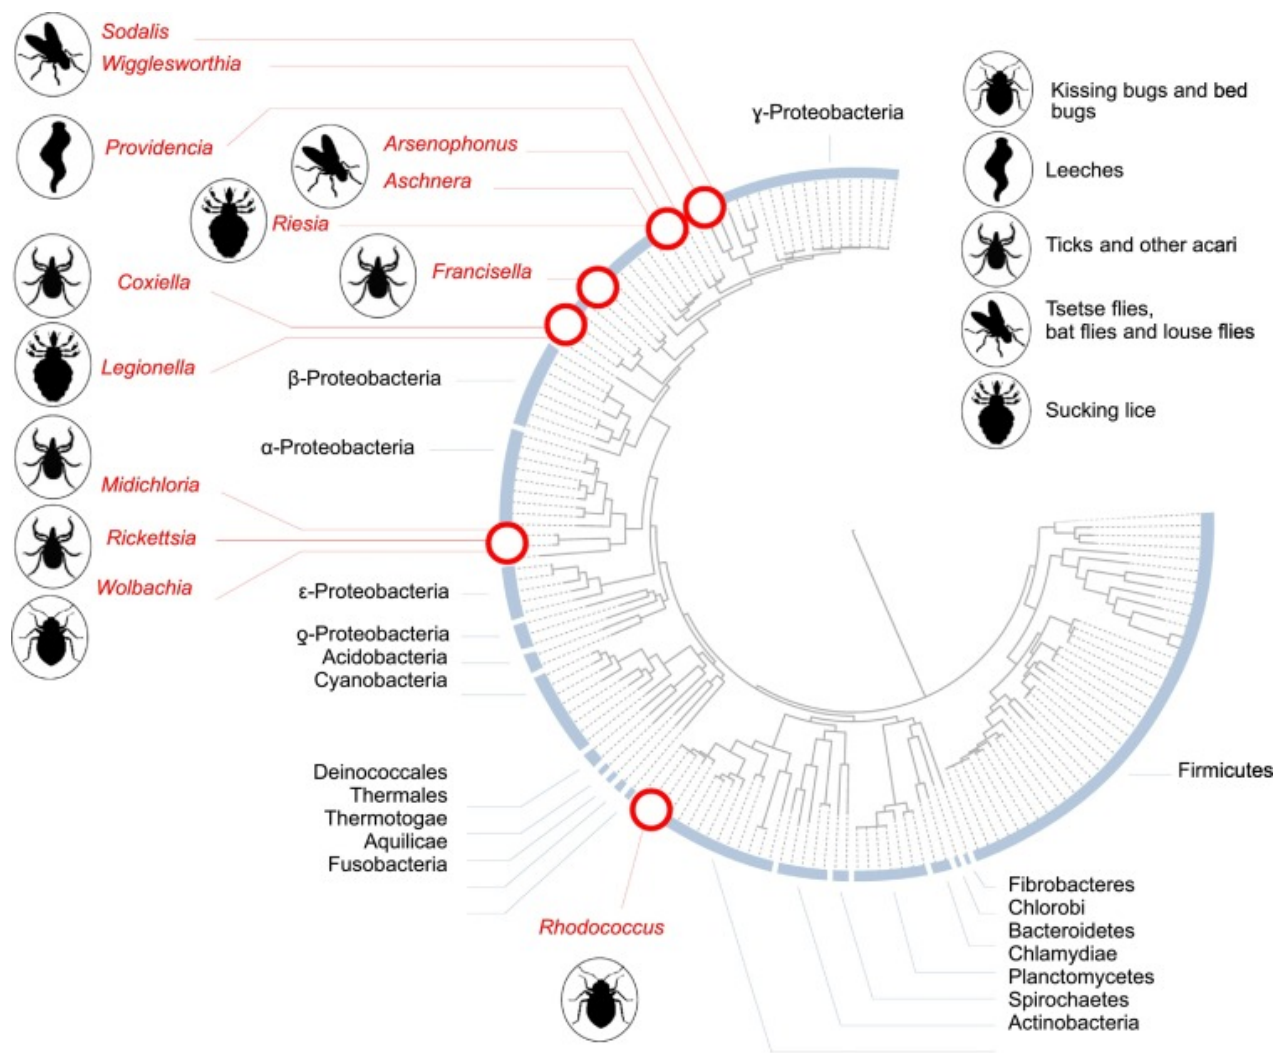 Sodalis
Wigglesworthia
Providencia
Arsenophonus
Aschnera
Riesia
Francisella
Coxiella
Legionella
β-Proteobacteria
α-Proteobacteria
Midichloria
Rickettsia
Wolbachia
ε-Proteobacteria
ƍ-Proteobacteria
Acidobacteria
Cyanobacteria
Deinococcales
Thermales
Thermotogae
Aquilicae
Fusobacteria
Rhodococcus
γ-Proteobacteria
Kissing bugs and bed
bugs
Leeches
Ticks and other acari
Tsetse flies,
bat flies and louse flies
Sucking lice
Firmicutes
Fibrobacteres
Chlorobi
Bacteroidetes
Chlamydiae
Planctomycetes
Spirochaetes
Actinobacteria